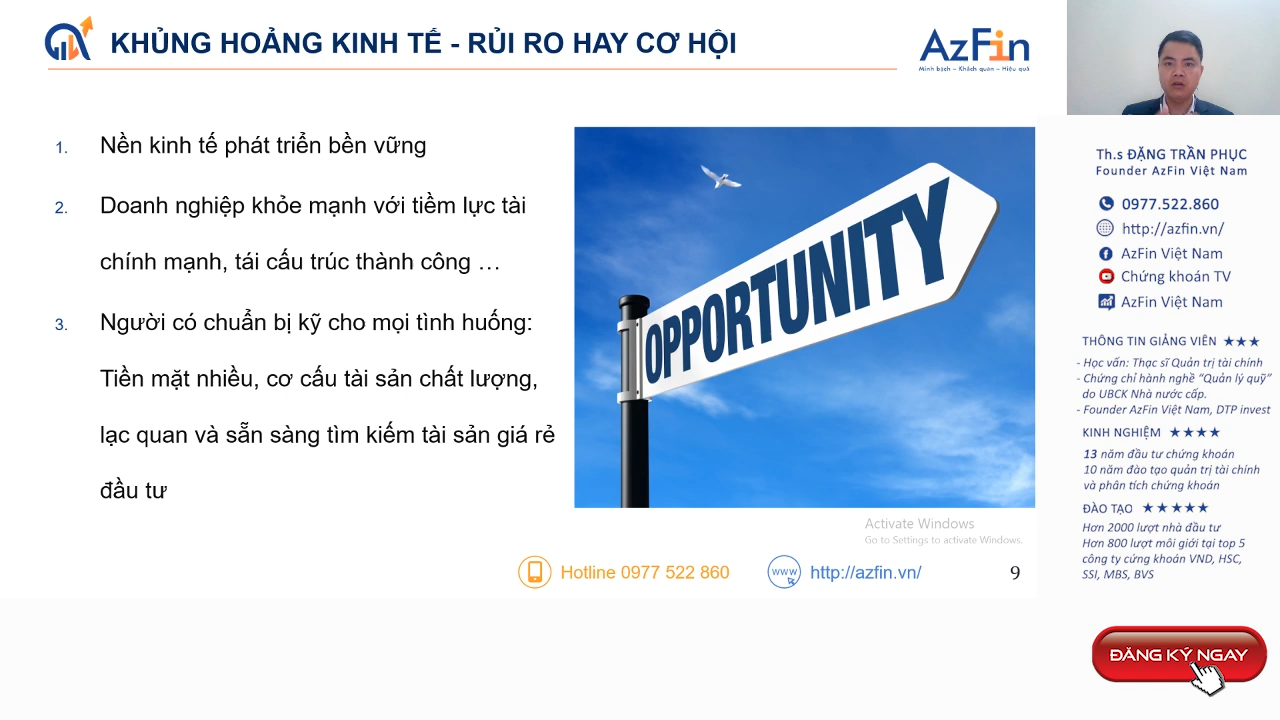 KHỦNG HOẢNG KINH TẾ - RỦI RO HAY CƠ HỘI
AzFin
Minh bạch – Khách quan – Hiệu quả
1. Nền kinh tế phát triển bền vững
2. Doanh nghiệp khỏe mạnh với tiềm lực tài
chính mạnh, tái cấu trúc thành công …
3. Người có chuẩn bị kỹ cho mọi tình huống:
Tiền mặt nhiều, cơ cấu tài sản chất lượng,
lạc quan và sẵn sàng tìm kiếm tài sản giá rẻ
đầu tư
OPPORTUNITY
Activate Windows
Go to Settings to activate Windows.
Hotline 0977 522 860
www
http://azfin.vn/
9
Th.s ĐẶNG TRẦN PHỤC
Founder AzFin Việt Nam
0977.522.860
http://azfin.vn/
AzFin Việt Nam
Chứng khoán TV
AzFin Việt Nam
THÔNG TIN GIẢNG VIÊN ★★★
- Học vấn: Thạc sĩ Quản trị tài chính
- Chứng chỉ hành nghề “Quản lý quỹ”
do UBCK Nhà nước cấp.
- Founder AzFin Việt Nam, DTP invest
KINH NGHIỆM ★★★★
13 năm đầu tư chứng khoán
10 năm đào tạo quản trị tài chính
và phân tích chứng khoán
ĐÀO TẠO ★★★★★
Hơn 2000 lượt nhà đầu tư
Hơn 800 lượt môi giới tại top 5
công ty cứng khoán VND, HSC,
SSI, MBS, BVS
ĐĂNG KÝ NGAY